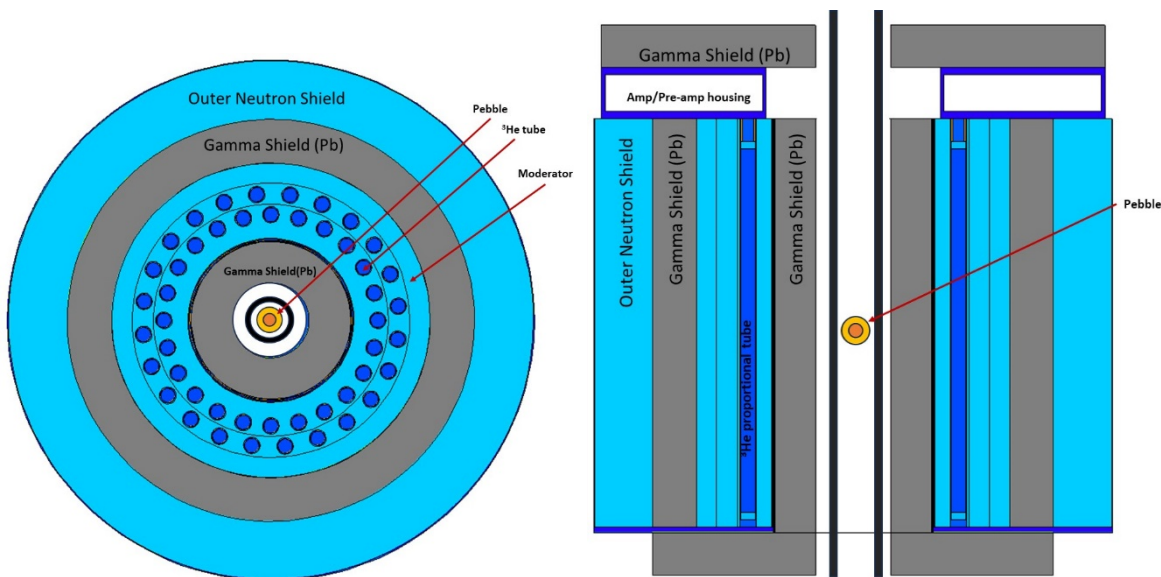 Outer Neutron Shield
Pebble
³He tube
Gamma Shield (Pb)
Moderator
Gamma Shield(Pb)
Gamma Shield (Pb)
Amp/Pre-amp housing
Outer Neutron Shield
Gamma Shield (Pb)
³He proportional tube
Gamma Shield (Pb)
Pebble